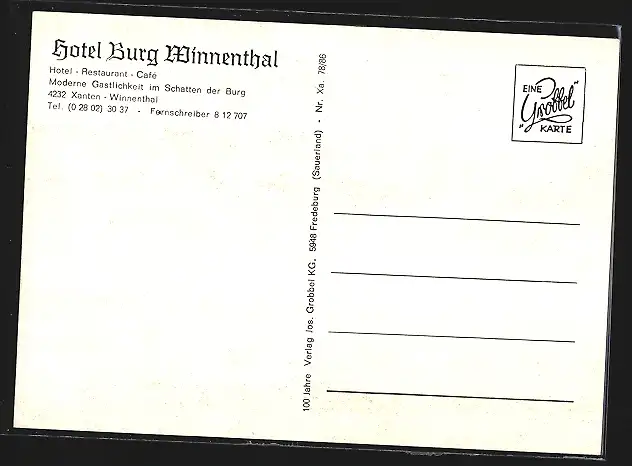 Hotel Burg Winnenthal
Hotel - Restaurant - Café
Moderne Gastlichkeit im Schatten der Burg
4232 Xanten - Winnenthal
Tel. (0 28 02) 30 37 - Fernschreiber 8 12 707
100 Jahre Verlag Jos. Grobbel KG, 5948 Fredeburg (Sauerland) - Nr. Xa. 78/86
EINE
"Grobbel"
KARTE